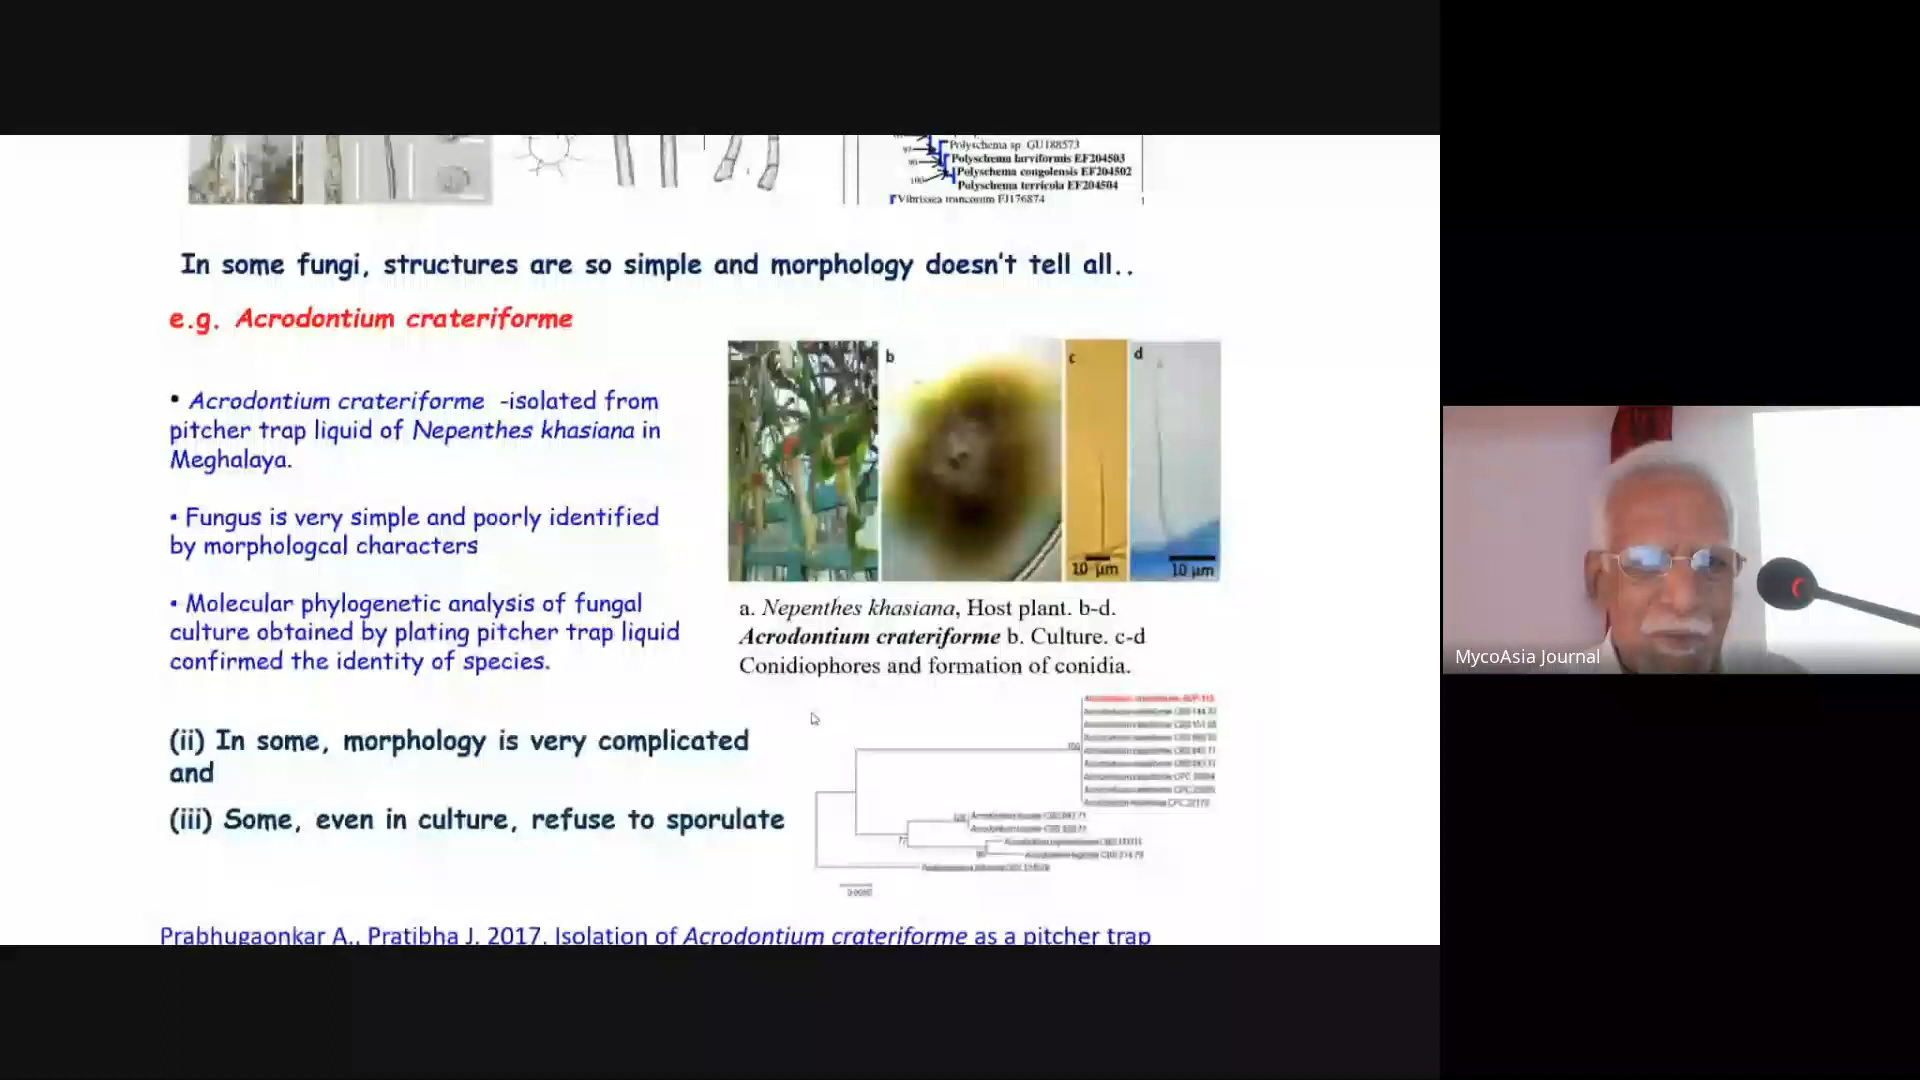 Polyschema sp GU188573
Polyschema larviformis EF204503
Polyschema congolensis EF204502
Polyschema terricola EF204504
In some fungi, structures are so simple and morphology doesn't tell all..
e.g. Acrodontium crateriforme
• Acrodontium crateriforme -isolated from
pitcher trap liquid of Nepenthes khasiana in
Meghalaya.
• Fungus is very simple and poorly identified
by morphologcal characters
• Molecular phylogenetic analysis of fungal
culture obtained by plating pitcher trap liquid
confirmed the identity of species.
(ii) In some, morphology is very complicated
and
(iii) Some, even in culture, refuse to sporulate
b
c
d
10 µm
10 µm
a. Nepenthes khasiana, Host plant. b-d.
Acrodontium crateriforme b. Culture. c-d
Conidiophores and formation of conidia.
Prabhugaonkar A., Pratibha J. 2017. Isolation of Acrodontium crateriforme as a pitcher trap
MycoAsia Journal